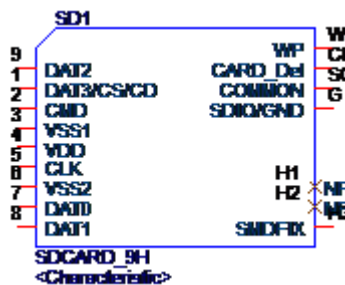 SD1
9 DAT2 WP
1 DAT3/CS/CD CARD_Det
2 CMD COMMON G
3 VSS1 SDIO/GND
4 VDD
5 CLK
6 VSS2 H1
7 DAT0 H2
8 DAT1 SMDFIX
SDCARD_9H
<Characteristic>